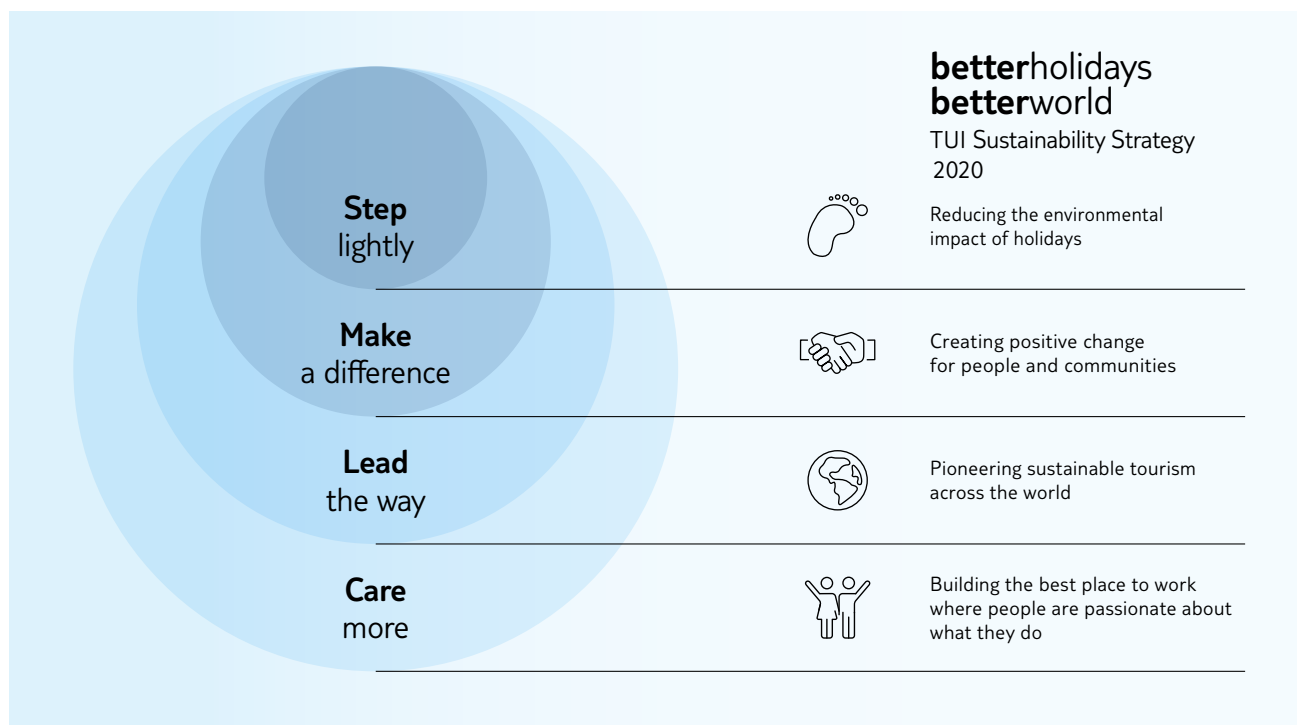 betterholidays
betterworld
TUI Sustainability Strategy
2020
Step
lightly
Reducing the environmental
impact of holidays
Make
a difference
Creating positive change
for people and communities
Lead
the way
Pioneering sustainable tourism
across the world
Care
more
Building the best place to work
where people are passionate about
what they do